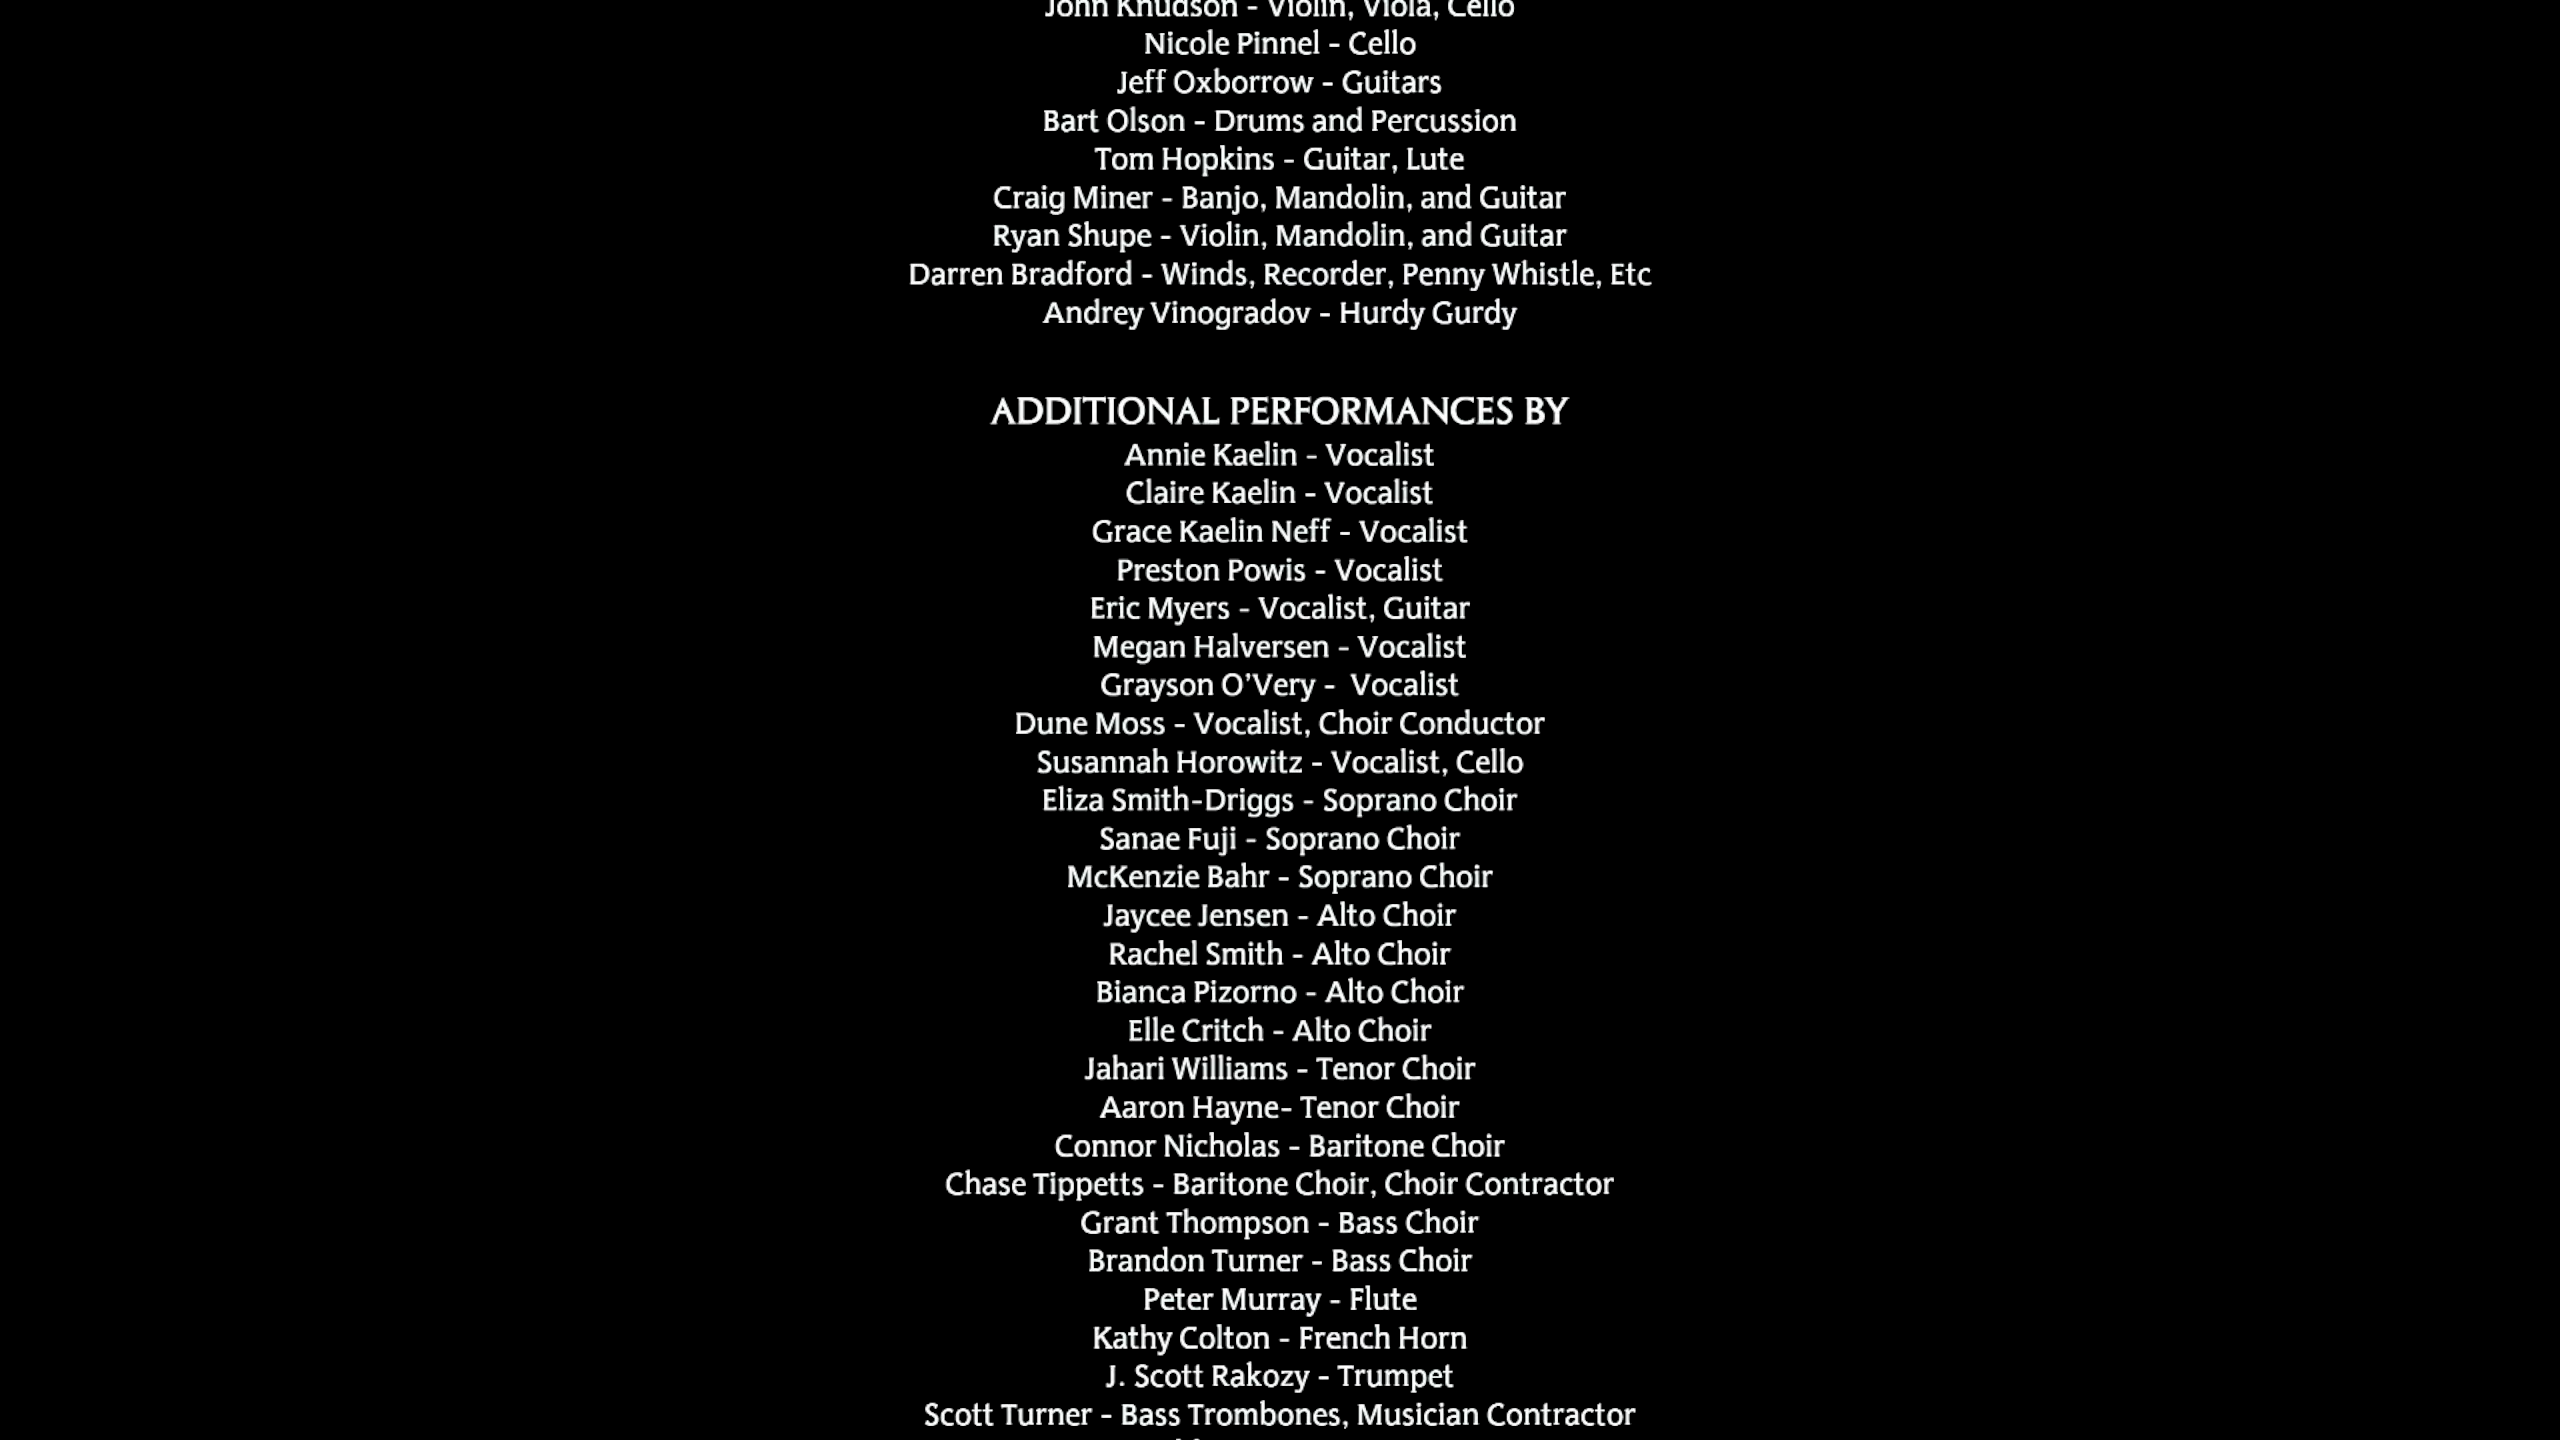 John Knudson - Violin, Viola, Cello
Nicole Pinnel - Cello
Jeff Oxborrow - Guitars
Bart Olson - Drums and Percussion
Tom Hopkins - Guitar, Lute
Craig Miner - Banjo, Mandolin, and Guitar
Ryan Shupe - Violin, Mandolin, and Guitar
Darren Bradford - Winds, Recorder, Penny Whistle, Etc
Andrey Vinogradov - Hurdy Gurdy
ADDITIONAL PERFORMANCES BY
Annie Kaelin - Vocalist
Claire Kaelin - Vocalist
Grace Kaelin Neff - Vocalist
Preston Powis - Vocalist
Eric Myers - Vocalist, Guitar
Megan Halversen - Vocalist
Grayson O’Very -  Vocalist
Dune Moss - Vocalist, Choir Conductor
Susannah Horowitz - Vocalist, Cello
Eliza Smith-Driggs - Soprano Choir
Sanae Fuji - Soprano Choir
McKenzie Bahr - Soprano Choir
Jaycee Jensen - Alto Choir
Rachel Smith - Alto Choir
Bianca Pizorno - Alto Choir
Elle Critch - Alto Choir
Jahari Williams - Tenor Choir
Aaron Hayne- Tenor Choir
Connor Nicholas - Baritone Choir
Chase Tippetts - Baritone Choir, Choir Contractor
Grant Thompson - Bass Choir
Brandon Turner - Bass Choir
Peter Murray - Flute
Kathy Colton - French Horn
J. Scott Rakozy - Trumpet
Scott Turner - Bass Trombones, Musician Contractor